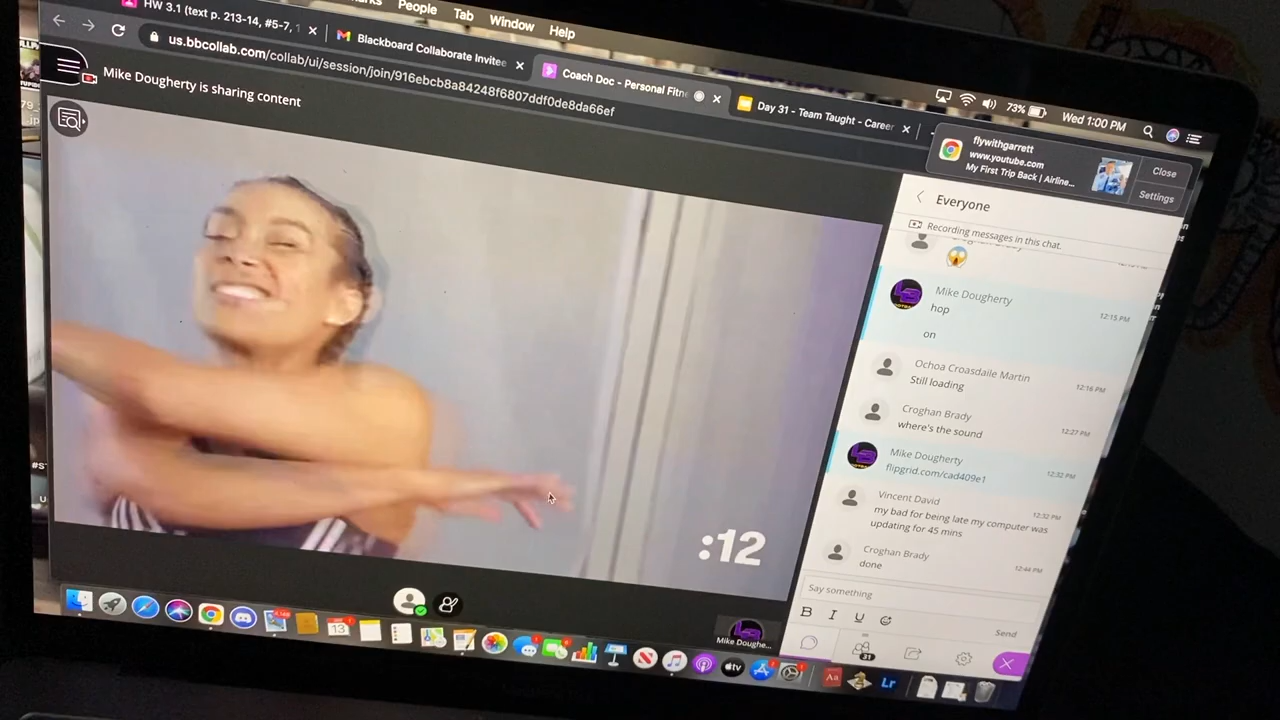 People Tab Window Help
73% Wed 1:00 PM
HW 3.1 (text p. 213-14, #5-7, 1
Blackboard Collaborate Invitee
Coach Doc - Personal Fitne
Day 31 - Team Taught - Career
us.bbcollab.com/collab/ui/session/join/916ebcb8a84248f6807ddf0de8da66ef
Mike Dougherty is sharing content
flywithgarrett
www.youtube.com
My First Trip Back | Airline...
Close
Settings
Everyone
Recording messages in this chat.
Mike Dougherty
hop
12:15 PM
on
Ochoa Croasdaile Martin
Still loading
12:16 PM
Croghan Brady
where's the sound
12:27 PM
Mike Dougherty
flipgrid.com/cad409e1
12:32 PM
Vincent David
12:32 PM
my bad for being late my computer was
updating for 45 mins
Croghan Brady
done
12:44 PM
Say something
B I U
Send
31
:12
Mike Doughe...
13
tv
Aa
Lr